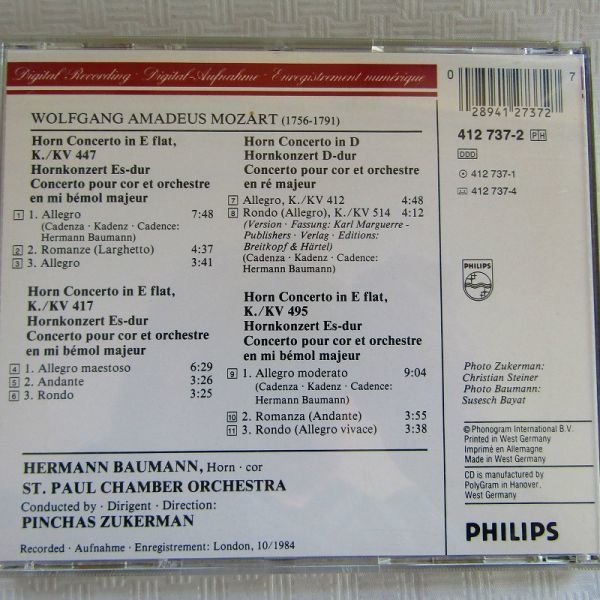 Digital Recording · Digital-Aufnahme · Enregistrement numérique
WOLFGANG AMADEUS MOZART (1756-1791)
Horn Concerto in E flat,
K./KV 447
Hornkonzert Es-dur
Concerto pour cor et orchestre
en mi bémol majeur
1 1. Allegro 7:48
(Cadenza · Kadenz · Cadence:
Hermann Baumann)
2 2. Romanze (Larghetto) 4:37
3 3. Allegro 3:41
Horn Concerto in E flat,
K./KV 417
Hornkonzert Es-dur
Concerto pour cor et orchestre
en mi bémol majeur
4 1. Allegro maestoso 6:29
5 2. Andante 3:26
6 3. Rondo 3:25
Horn Concerto in D
Hornkonzert D-dur
Concerto pour cor et orchestre
en ré majeur
7 Allegro, K./KV 412 4:48
8 Rondo (Allegro), K./KV 514 4:12
(Version · Fassung: Karl Marguerre -
Publishers · Verlag · Editions:
Breitkopf & Härtel)
(Cadenza · Kadenz · Cadence:
Hermann Baumann)
Horn Concerto in E flat,
K./KV 495
Hornkonzert Es-dur
Concerto pour cor et orchestre
en mi bémol majeur
9 1. Allegro moderato 9:04
(Cadenza · Kadenz · Cadence:
Hermann Baumann)
10 2. Romanza (Andante) 3:55
11 3. Rondo (Allegro vivace) 3:38
HERMANN BAUMANN, Horn · cor
ST. PAUL CHAMBER ORCHESTRA
Conducted by · Dirigent · Direction:
PINCHAS ZUKERMAN
Recorded · Aufnahme · Enregistrement: London, 10/1984
0 28941 27372 7
412 737-2 PH
DDD
412 737-1
412 737-4
PHILIPS
Photo Zukerman:
Christian Steiner
Photo Baumann:
Susesch Bayat
℗ Phonogram International B.V.
Printed in West Germany
Imprimé en Allemagne
Made in West Germany
CD is manufactured by
PolyGram in Hanover,
West Germany
PHILIPS